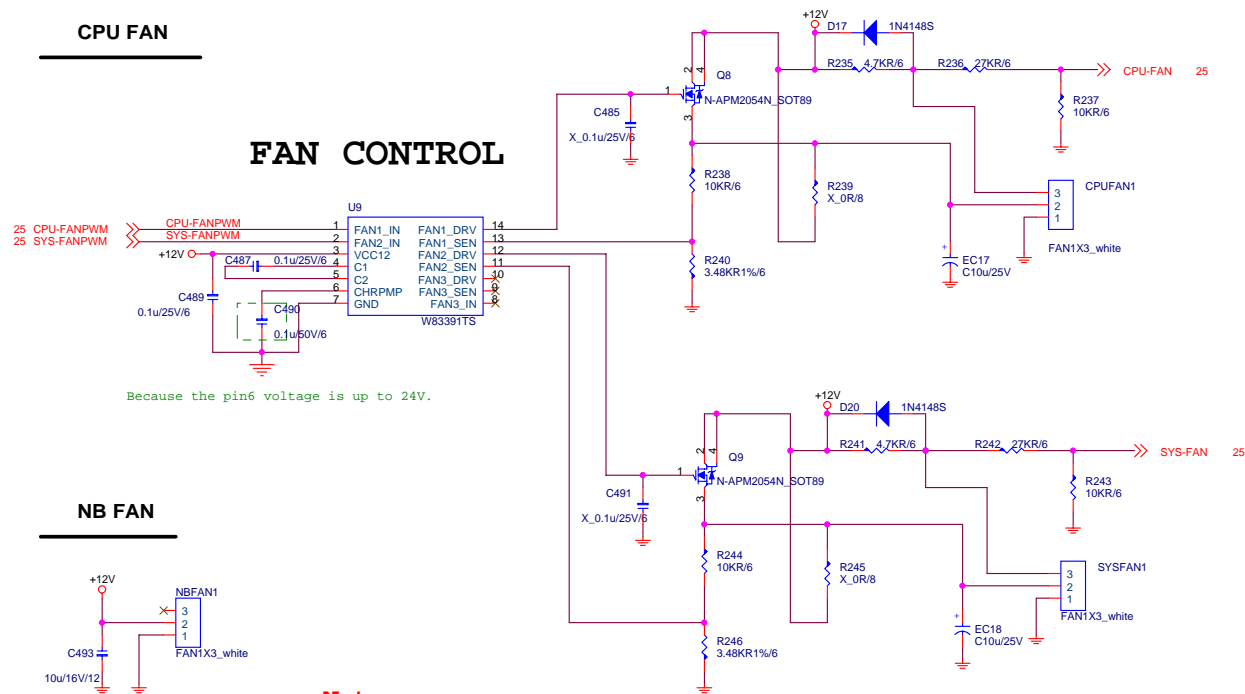 CPU FAN
FAN CONTROL
+12V
D17
1N4148S
R235
4.7KR/6
R236
27KR/6
CPU-FAN 25
R237
10KR/6
2
4
Q8
1
N-APM2054N_SOT89
3
C485
X_0.1u/25V/6
R238
10KR/6
R239
X_0R/8
CPUFAN1
3
2
1
FAN1X3_white
+
EC17
C10u/25V
R240
3.48KR1%/6
U9
25 CPU-FANPWM
CPU-FANPWM
25 SYS-FANPWM
SYS-FANPWM
1 FAN1_IN FAN1_DRV 14
2 FAN2_IN FAN1_SEN 13
3 VCC12 FAN2_DRV 12
4 C1 FAN2_SEN 11
5 C2 FAN3_DRV 10
6 CHRPMP FAN3_SEN 9
7 GND FAN3_IN 8
W83391TS
+12V
C487
0.1u/25V/6
C489
0.1u/25V/6
C490
0.1u/50V/6
Because the pin6 voltage is up to 24V.
+12V
D20
1N4148S
R241
4.7KR/6
R242
27KR/6
SYS-FAN 25
R243
10KR/6
2
4
Q9
1
N-APM2054N_SOT89
3
C491
X_0.1u/25V/6
R244
10KR/6
R245
X_0R/8
SYSFAN1
3
2
1
FAN1X3_white
+
EC18
C10u/25V
R246
3.48KR1%/6
NB FAN
+12V
NBFAN1
3
2
1
FAN1X3_white
C493
10u/16V/12